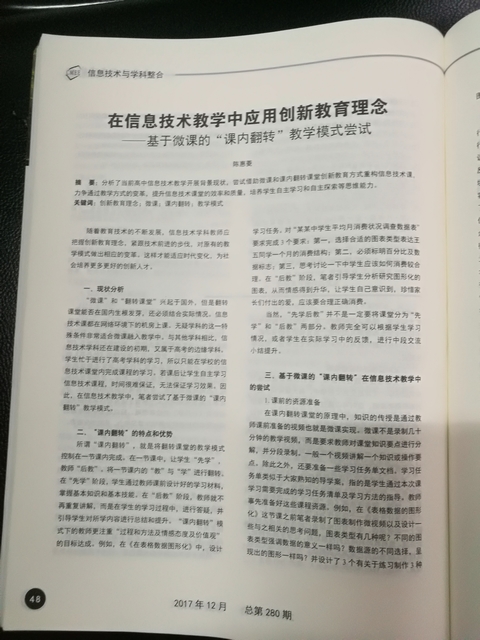 信息技术与学科整合
在信息技术教学中应用创新教育理念
——基于微课的“课内翻转”教学模式尝试
陈惠菱
摘 要：分析了当前高中信息技术教学开展背景现状，尝试借助微课和课内翻转课堂创新教育方式重构信息技术课，
力争通过教学方式的变革，提升信息技术课堂的效率和质量，培养学生自主学习和自主探索等思维能力。
关键词：创新教育理念；微课；课内翻转；教学模式
随着教育技术的不断发展，信息技术学科教师应
把握创新教育理念，紧跟技术前进的步伐，对原有的教
学模式做出相应的变革，这样才能适应时代变化，为社
会培养更多更好的创新人才。
一、现状分析
“微课”和“翻转课堂”兴起于国外，但是翻转
课堂能否在国内生根发芽，还必须结合实际情况。信息
技术课都在网络环境下的机房上课，无疑学科的这一特
殊条件非常适合微课融入教学中。与其他学科相比，信
息技术学科还在建设的初期，又属于高考的边缘学科，
学生忙于进行了高考学科的学习，所以只能在学校的信
息技术课堂内完成课程的学习，若课后让学生自主学习
信息技术课程，时间很难保证，无法保证学习效果。因
此，在信息技术教学中，笔者尝试了基于微课的“课内
翻转”教学模式。
二、“课内翻转”的特点和优势
所谓“课内翻转”，就是将翻转课堂的教学模式
控制在一节课内完成。在一节课中，让学生“先学”，
教师“后教”，将一节课内的“教”与“学”进行翻转。
在“先学”阶段，学生通过教师课前设计好的学习材料，
掌握基本知识和基本技能。在“后教”阶段，教师就不
再重复讲解，而是在学生的学习过程中，进行答疑，并
引导学生对所学内容进行总结和提升。“课内翻转”模
式下的教师更注重“过程和方法及情感态度及价值观”
的目标达成。例如，在《在表格数据图形化》中，设计
学习任务，对“某某中学生平均月消费状况调查数据表”
要求完成3个要求：第一，选择合适的图表类型表达王
五同学一个月的消费结构；第二，必须标明百分比及数
据标志；第三，思考讨论一下中学生应该如何消费较合
理。在“后教”阶段，笔者引导学生分析研究图形化的
图表，从而情感得到升华，让学生自己意识到，珍惜家
长们付出的爱，应该要合理正确消费。
当然，“先学后教”并不是一定要将课堂分为“先
学”和“后教”两部分。教师完全可以根据学生学习
情况，或者学生在实际学习中的反馈，进行中段交流
小结提升。
三、基于微课的“课内翻转”在信息技术教学中
的尝试
1.课前的资源准备
在课内翻转课堂的原理中，知识的传授是通过教
师课前准备的视频也就是微课实现。微课不是录制几十
分钟的教学视频，而是要求教师对课堂知识要点进行分
解，并分段录制，一般一个视频讲解一个知识或操作要
点。除此之外，还要准备一些学习任务单文档。学习任
务单类似于大家熟知的导学案，指的是学生通过本次课
学习需要完成的学习任务清单及学习方法的指导，教师
事先准备好这些课程资源。例如，在《表格数据的图形
化》这节课之前笔者录制了图表制作微视频以及设计一
些与之相关的思考问题。图表类型有几种呢？不同的图
表类型强调数据的意义一样吗？数据源的不同选择，呈
现出的图形一样吗？并设计了3个有关于练习制作3种
48
2017年12月 总第280期